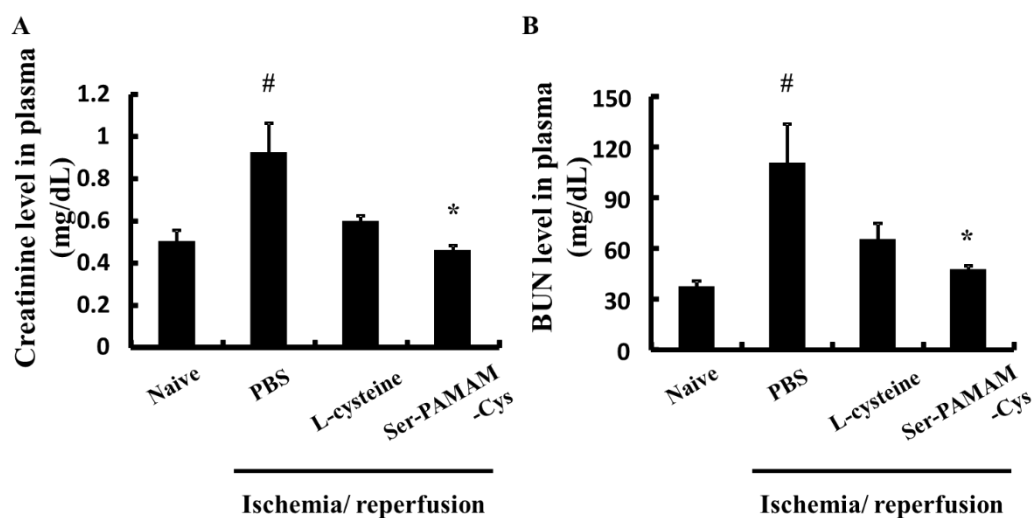 A
Creatinine level in plasma
(mg/dL)
1.2
1
0.8
0.6
0.4
0.2
0
#
*
Naive
PBS
L-cysteine
Ser-PAMAM
-Cys
Ischemia/ reperfusion
B
BUN level in plasma
(mg/dL)
150
120
90
60
30
0
#
*
Naive
PBS
L-cysteine
Ser-PAMAM
-Cys
Ischemia/ reperfusion